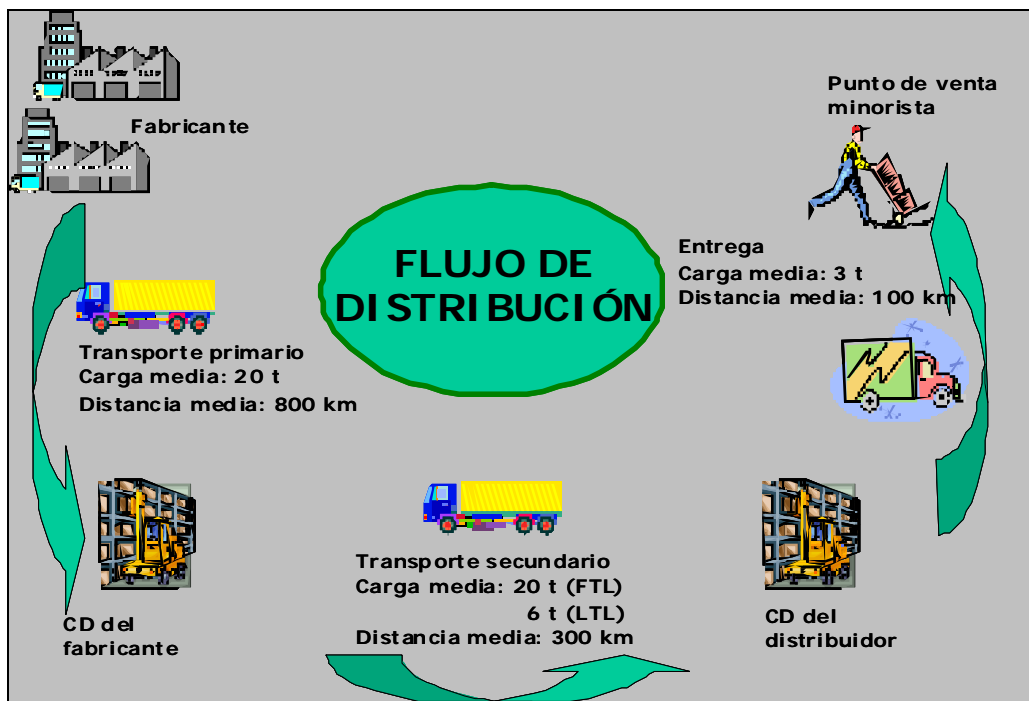 Fabricante
Punto de venta
minorista
FLUJO DE
DISTRIBUCIÓN
Entrega
Carga media: 3 t
Distancia media: 100 km
Transporte primario
Carga media: 20 t
Distancia media: 800 km
Transporte secundario
Carga media: 20 t (FTL)
6 t (LTL)
Distancia media: 300 km
CD del
fabricante
CD del
distribuidor